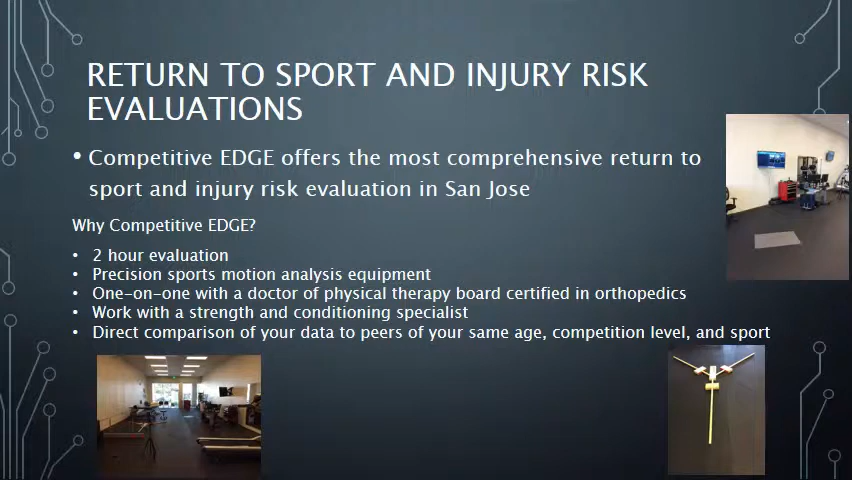 RETURN TO SPORT AND INJURY RISK
EVALUATIONS
• Competitive EDGE offers the most comprehensive return to
sport and injury risk evaluation in San Jose
Why Competitive EDGE?
• 2 hour evaluation
• Precision sports motion analysis equipment
• One-on-one with a doctor of physical therapy board certified in orthopedics
• Work with a strength and conditioning specialist
• Direct comparison of your data to peers of your same age, competition level, and sport